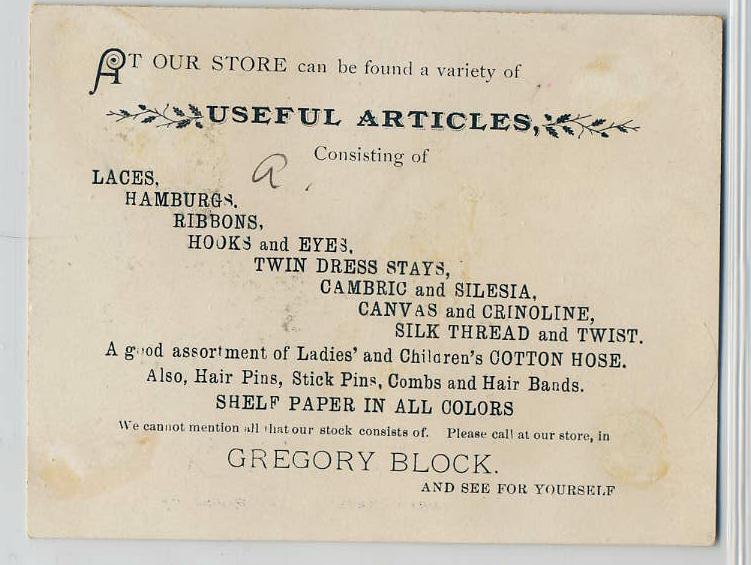 AT OUR STORE can be found a variety of
USEFUL ARTICLES,
Consisting of
a.
LACES,
HAMBURGS.
RIBBONS,
HOOKS and EYES,
TWIN DRESS STAYS,
CAMBRIC and SILESIA,
CANVAS and CRINOLINE,
SILK THREAD and TWIST.
A good assortment of Ladies' and Children's COTTON HOSE.
Also, Hair Pins, Stick Pins, Combs and Hair Bands.
SHELF PAPER IN ALL COLORS
We cannot mention all that our stock consists of. Please call at our store, in
GREGORY BLOCK.
AND SEE FOR YOURSELF